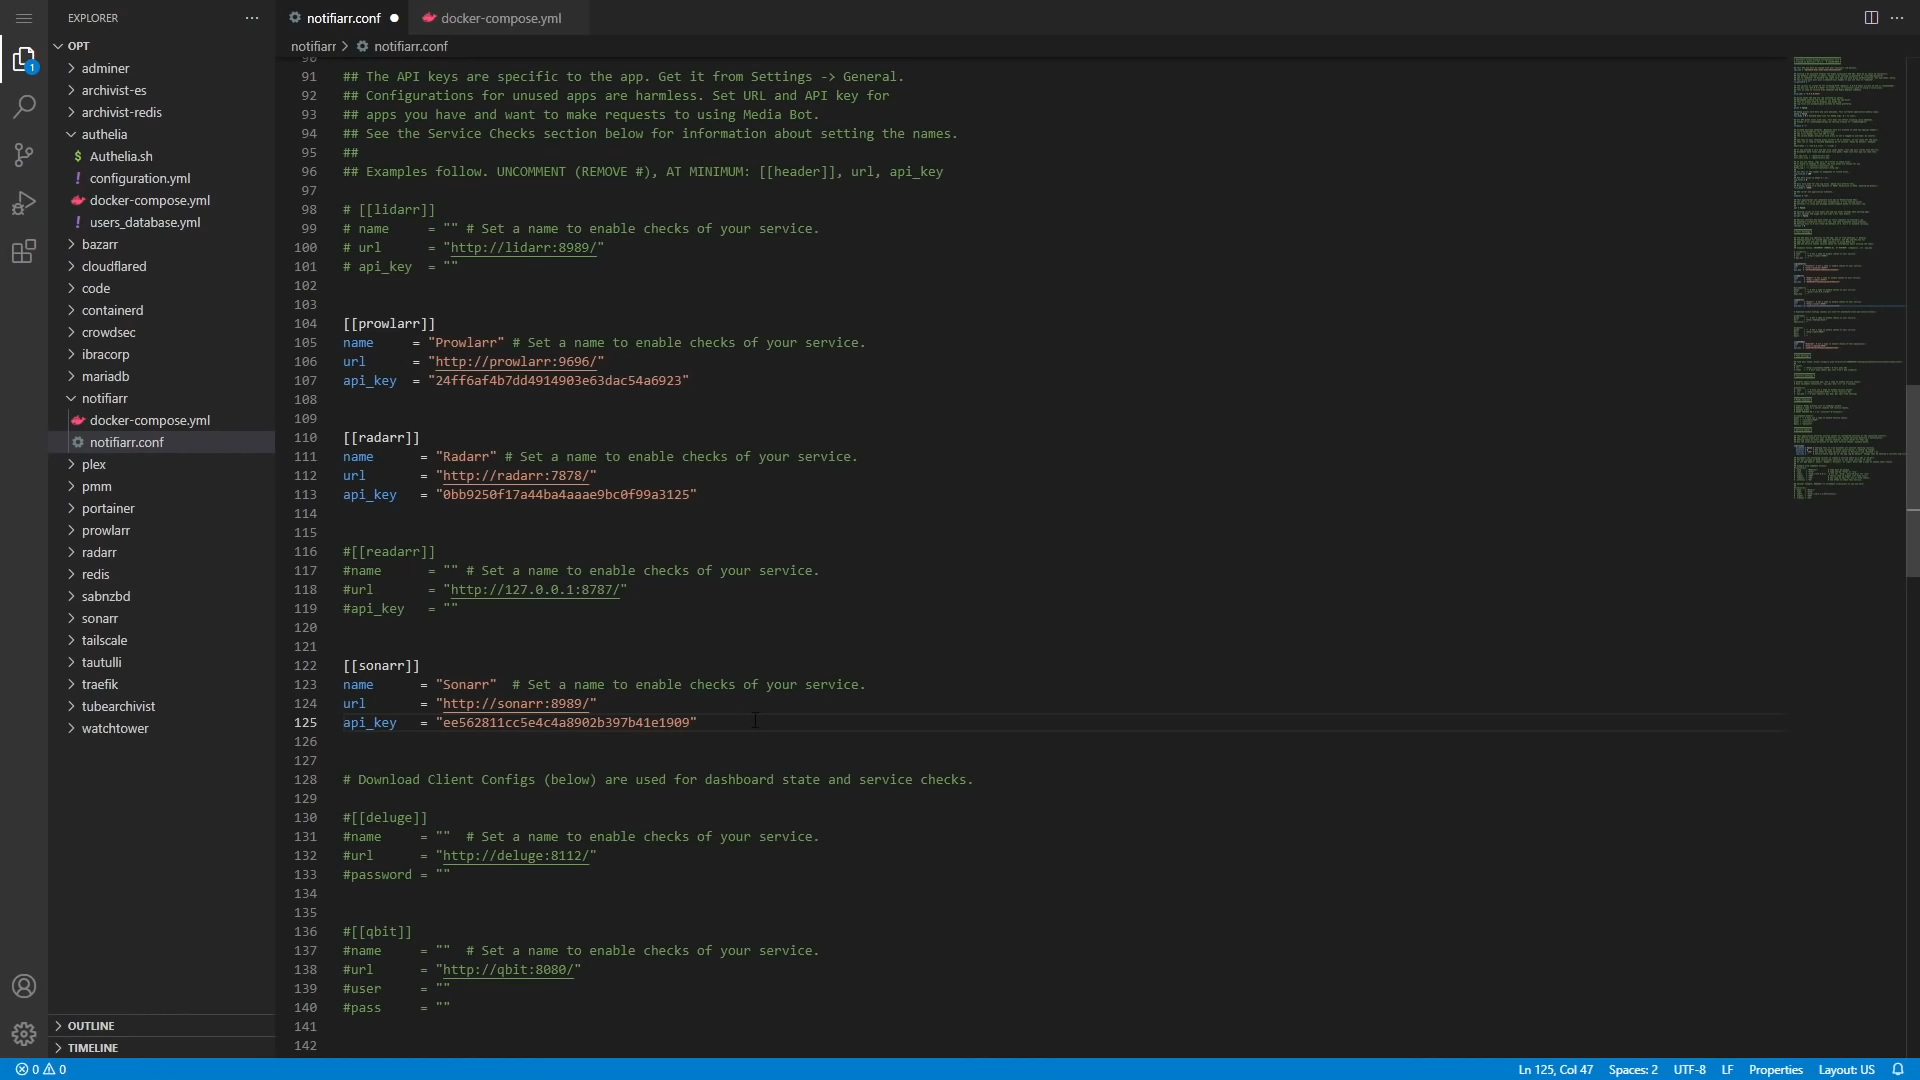 EXPLORER
OPT
adminer
archivist-es
archivist-redis
authelia
$ Authelia.sh
! configuration.yml
docker-compose.yml
! users_database.yml
bazarr
cloudflared
code
containerd
crowdsec
ibracorp
mariadb
notifiarr
docker-compose.yml
notifiarr.conf
plex
pmm
portainer
prowlarr
radarr
redis
sabnzbd
sonarr
tailscale
tautulli
traefik
tubearchivist
watchtower
OUTLINE
TIMELINE
1
notifiarr.conf
docker-compose.yml
notifiarr > notifiarr.conf
90
91 ## The API keys are specific to the app. Get it from Settings -> General.
92 ## Configurations for unused apps are harmless. Set URL and API key for
93 ## apps you have and want to make requests to using Media Bot.
94 ## See the Service Checks section below for information about setting the names.
95 ##
96 ## Examples follow. UNCOMMENT (REMOVE #), AT MINIMUM: [[header]], url, api_key
97
98 # [[lidarr]]
99 # name = "" # Set a name to enable checks of your service.
100 # url = "http://lidarr:8989/"
101 # api_key = ""
102
103
104 [[prowlarr]]
105 name = "Prowlarr" # Set a name to enable checks of your service.
106 url = "http://prowlarr:9696/"
107 api_key = "24ff6af4b7dd4914903e63dac54a6923"
108
109
110 [[radarr]]
111 name = "Radarr" # Set a name to enable checks of your service.
112 url = "http://radarr:7878/"
113 api_key = "0bb9250f17a44ba4aaae9bc0f99a3125"
114
115
116 #[[readarr]]
117 #name = "" # Set a name to enable checks of your service.
118 #url = "http://127.0.0.1:8787/"
119 #api_key = ""
120
121
122 [[sonarr]]
123 name = "Sonarr" # Set a name to enable checks of your service.
124 url = "http://sonarr:8989/"
125 api_key = "ee562811cc5e4c4a8902b397b41e1909"
126
127
128 # Download Client Configs (below) are used for dashboard state and service checks.
129
130 #[[deluge]]
131 #name = "" # Set a name to enable checks of your service.
132 #url = "http://deluge:8112/"
133 #password = ""
134
135
136 #[[qbit]]
137 #name = "" # Set a name to enable checks of your service.
138 #url = "http://qbit:8080/"
139 #user = ""
140 #pass = ""
141
142
0 0
Ln 125, Col 47 Spaces: 2 UTF-8 LF Properties Layout: US